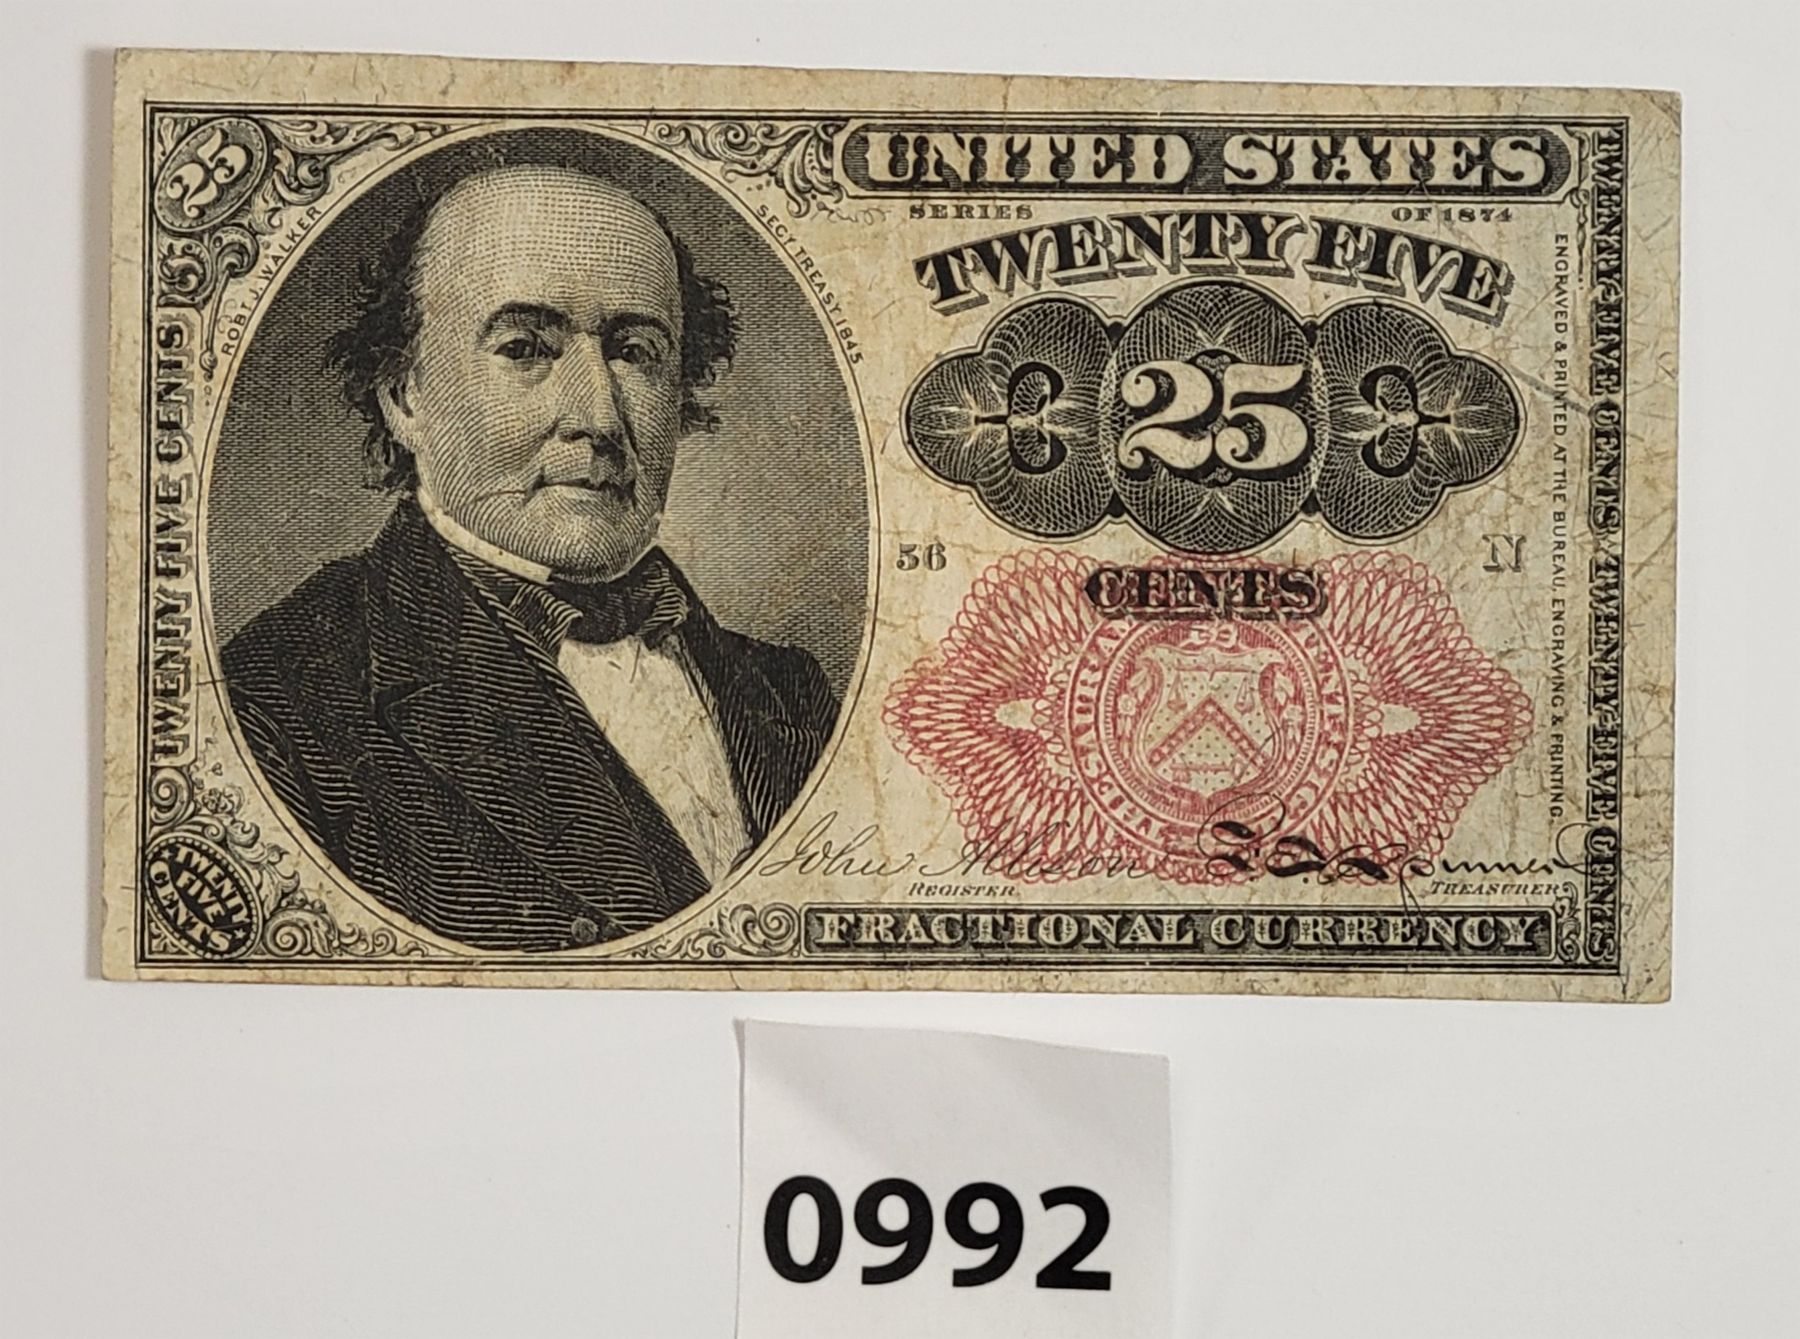 25
ROBT J. WALKER
SECY TREASY 1845
UNITED STATES
SERIES OF 1874
TWENTY FIVE
25
CENTS
56
N
John Allison
REGISTER
Spinner
TREASURER
FRACTIONAL CURRENCY
TWENTY FIVE CENTS
TWENTY FIVE CENTS
ENGRAVED & PRINTED AT THE BUREAU, ENGRAVING & PRINTING.
TWENTY-FIVE CENTS TWENTY-FIVE CENTS
0992